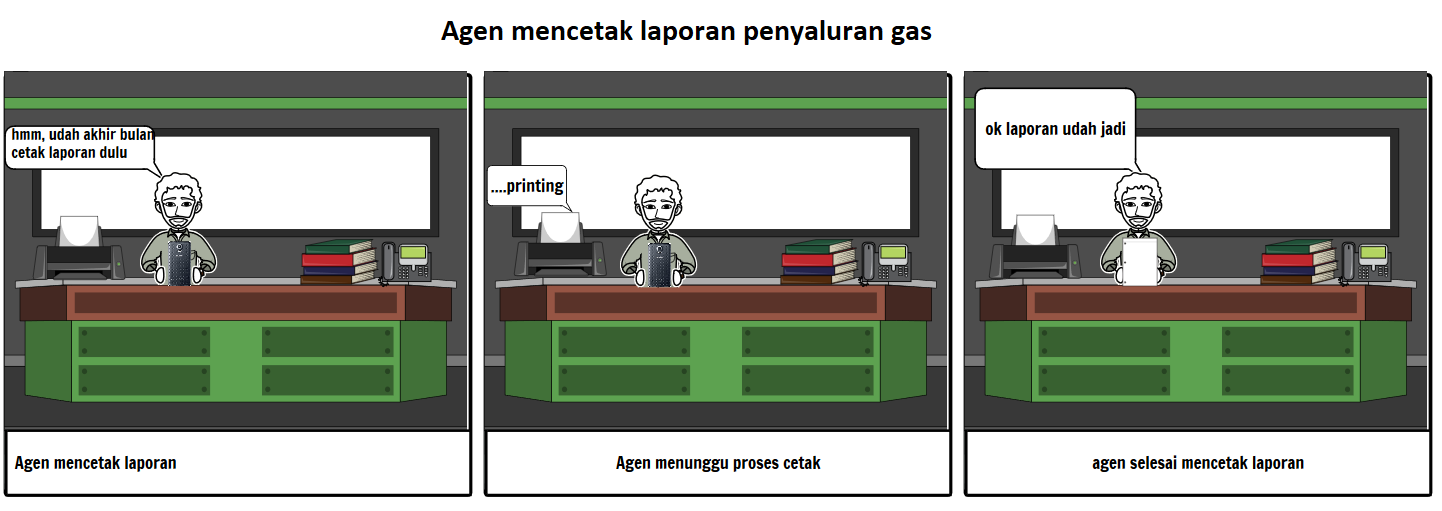 Agen mencetak laporan penyaluran gas
hmm, udah akhir bulan
cetak laporan dulu
....printing
ok laporan udah jadi
Agen mencetak laporan
Agen menunggu proses cetak
agen selesai mencetak laporan